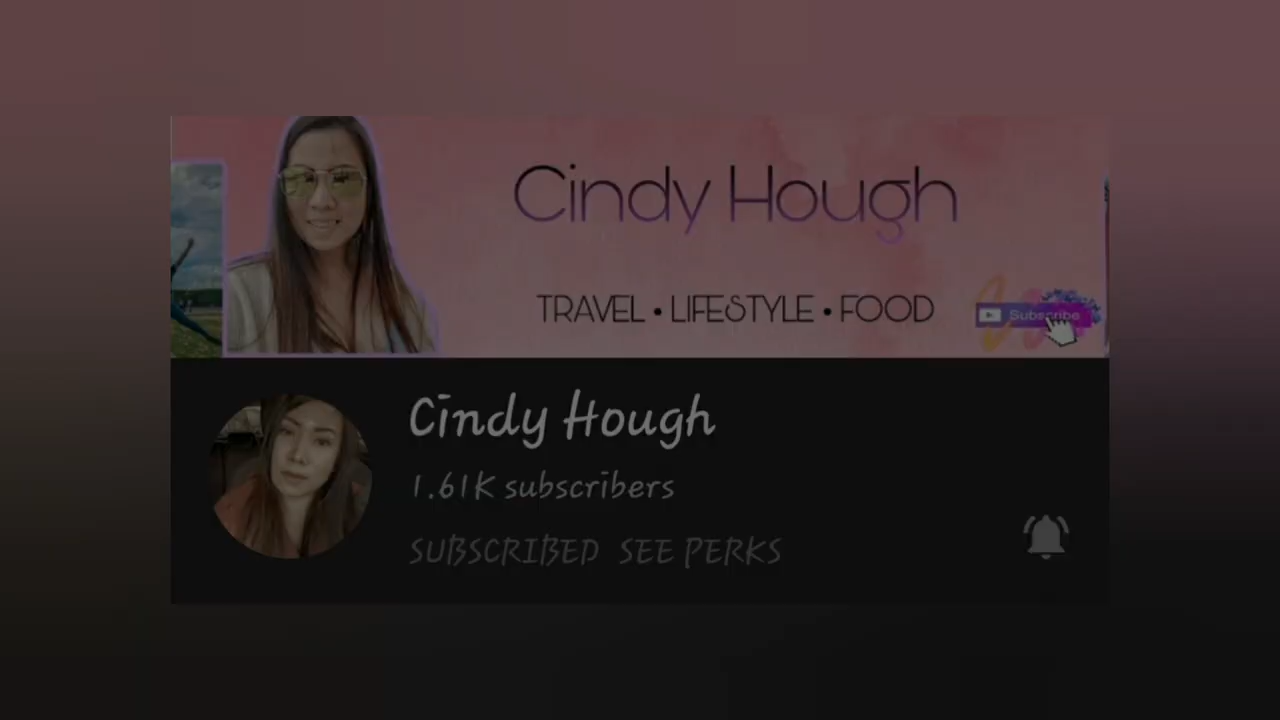 Cindy Hough
TRAVEL • LIFESTYLE • FOOD
Subscribe
Cindy Hough
1.61K subscribers
SUBSCRIBED SEE PERKS